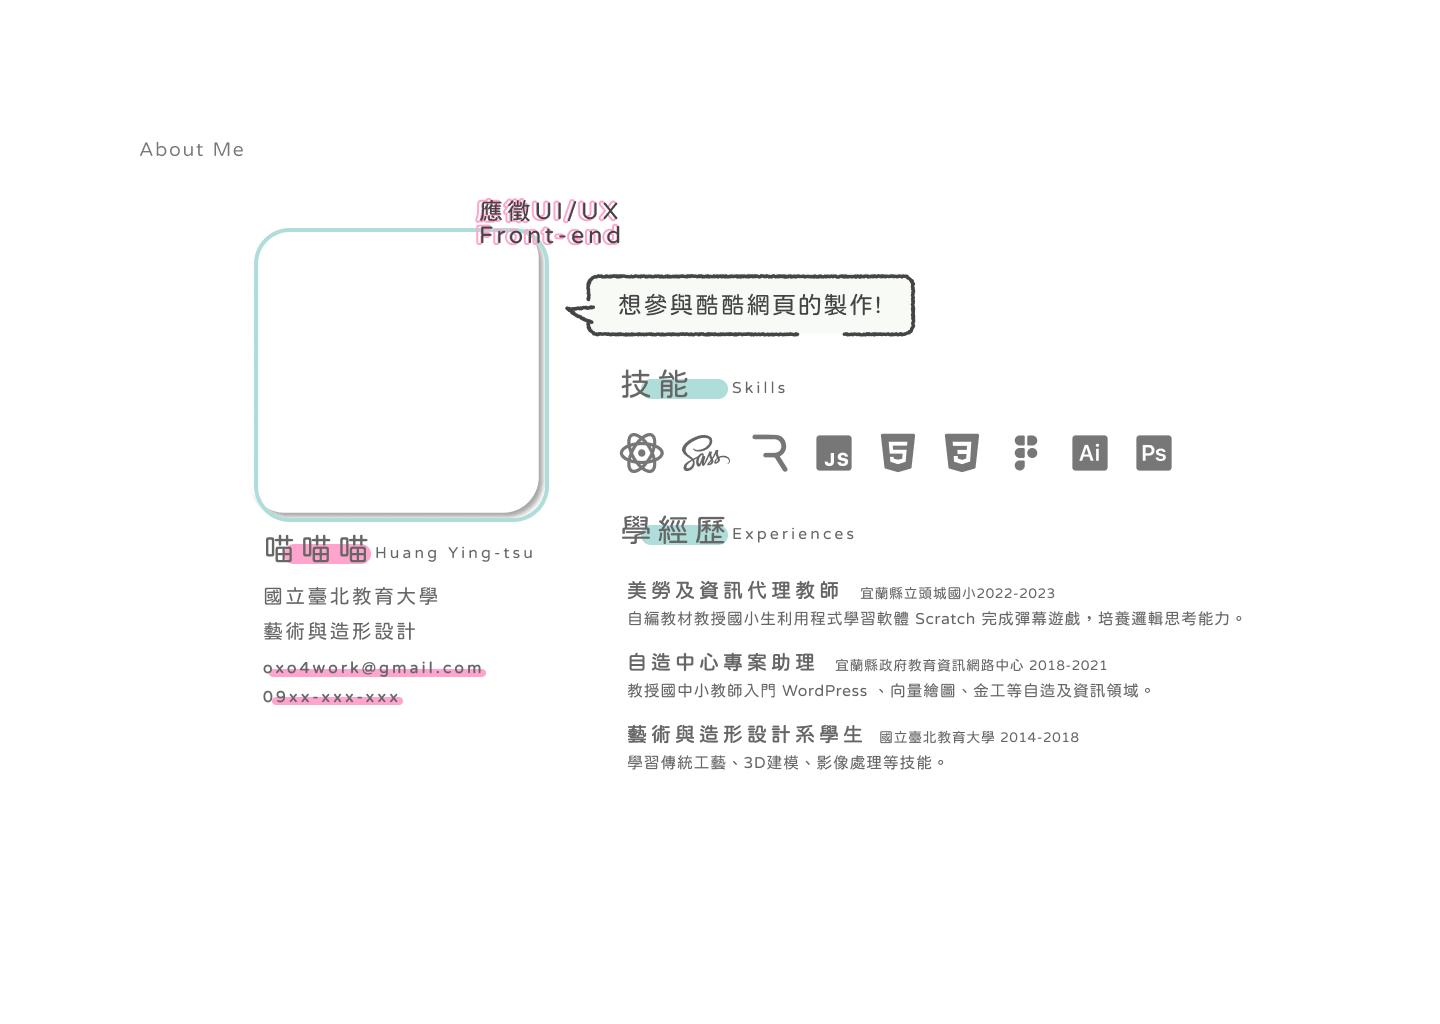 About Me
應徵UI/UX
Front-end
想參與酷酷網頁的製作!
喵喵喵 Huang Ying-tsu
國立臺北教育大學
藝術與造形設計
oxo4work@gmail.com
09xx-xxx-xxx
技能 Skills
Sass JS 5 3 Ai Ps
學經歷 Experiences
美勞及資訊代理教師 宜蘭縣立頭城國小2022-2023
自編教材教授國小生利用程式學習軟體 Scratch 完成彈幕遊戲，培養邏輯思考能力。
自造中心專案助理 宜蘭縣政府教育資訊網路中心 2018-2021
教授國中小教師入門 WordPress 、向量繪圖、金工等自造及資訊領域。
藝術與造形設計系學生 國立臺北教育大學 2014-2018
學習傳統工藝、3D建模、影像處理等技能。